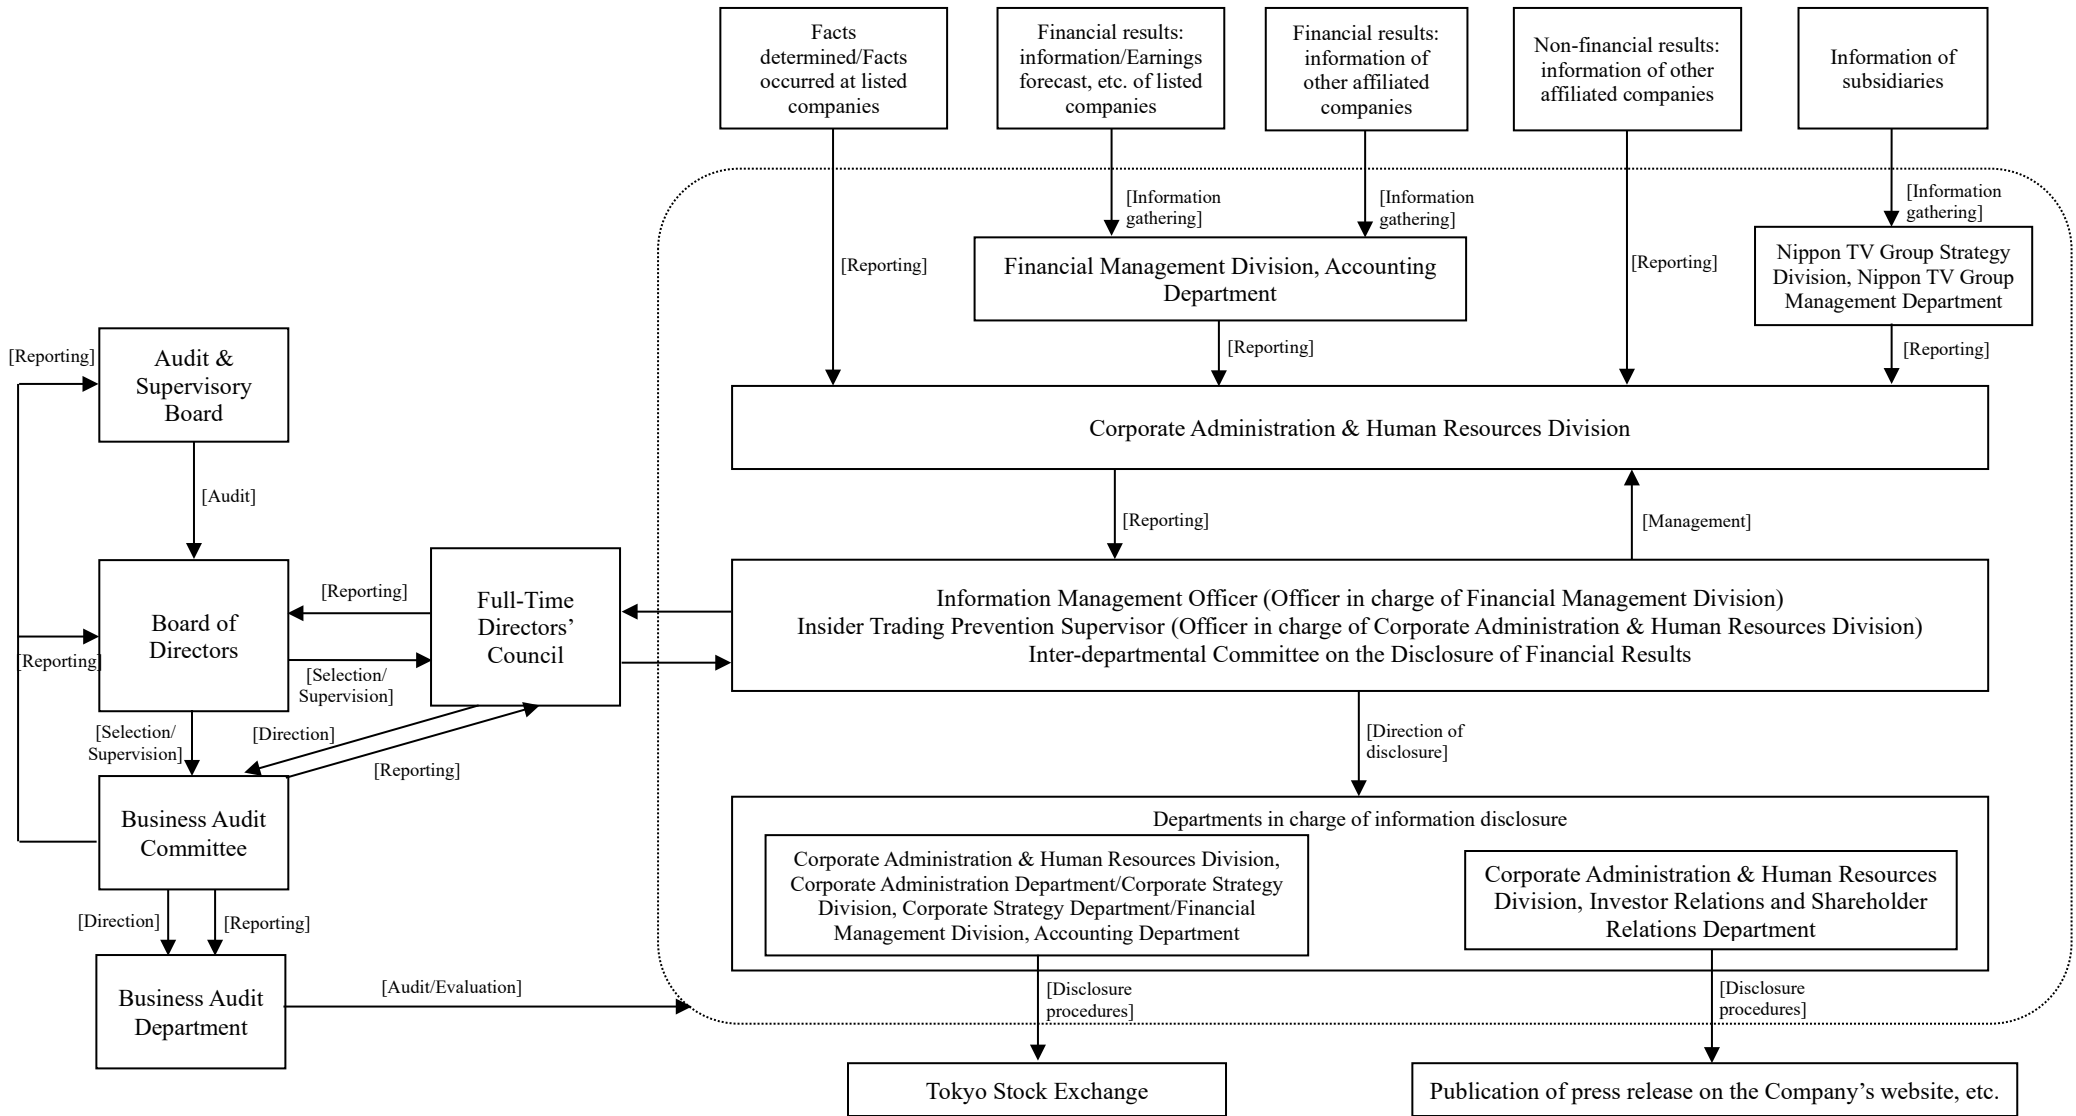 Facts
determined/Facts
occurred at listed
companies
Financial results:
information/Earnings
forecast, etc. of listed
companies
Financial results:
information of
other affiliated
companies
Non-financial results:
information of other
affiliated companies
Information of
subsidiaries
[Information
gathering]
[Information
gathering]
[Information
gathering]
[Reporting]
Financial Management Division, Accounting
Department
[Reporting]
Nippon TV Group Strategy
Division, Nippon TV Group
Management Department
[Reporting]
[Reporting]
Corporate Administration & Human Resources Division
[Reporting]
[Management]
Information Management Officer (Officer in charge of Financial Management Division)
Insider Trading Prevention Supervisor (Officer in charge of Corporate Administration & Human Resources Division)
Inter-departmental Committee on the Disclosure of Financial Results
[Direction of
disclosure]
Departments in charge of information disclosure
Corporate Administration & Human Resources Division,
Corporate Administration Department/Corporate Strategy
Division, Corporate Strategy Department/Financial
Management Division, Accounting Department
Corporate Administration & Human Resources
Division, Investor Relations and Shareholder
Relations Department
[Disclosure
procedures]
[Disclosure
procedures]
Tokyo Stock Exchange
Publication of press release on the Company’s website, etc.
[Reporting]
Audit &
Supervisory
Board
[Audit]
Board of
Directors
[Reporting]
[Reporting]
[Selection/
Supervision]
Full-Time
Directors’
Council
[Selection/
Supervision]
[Direction]
[Reporting]
Business Audit
Committee
[Direction]
[Reporting]
Business Audit
Department
[Audit/Evaluation]